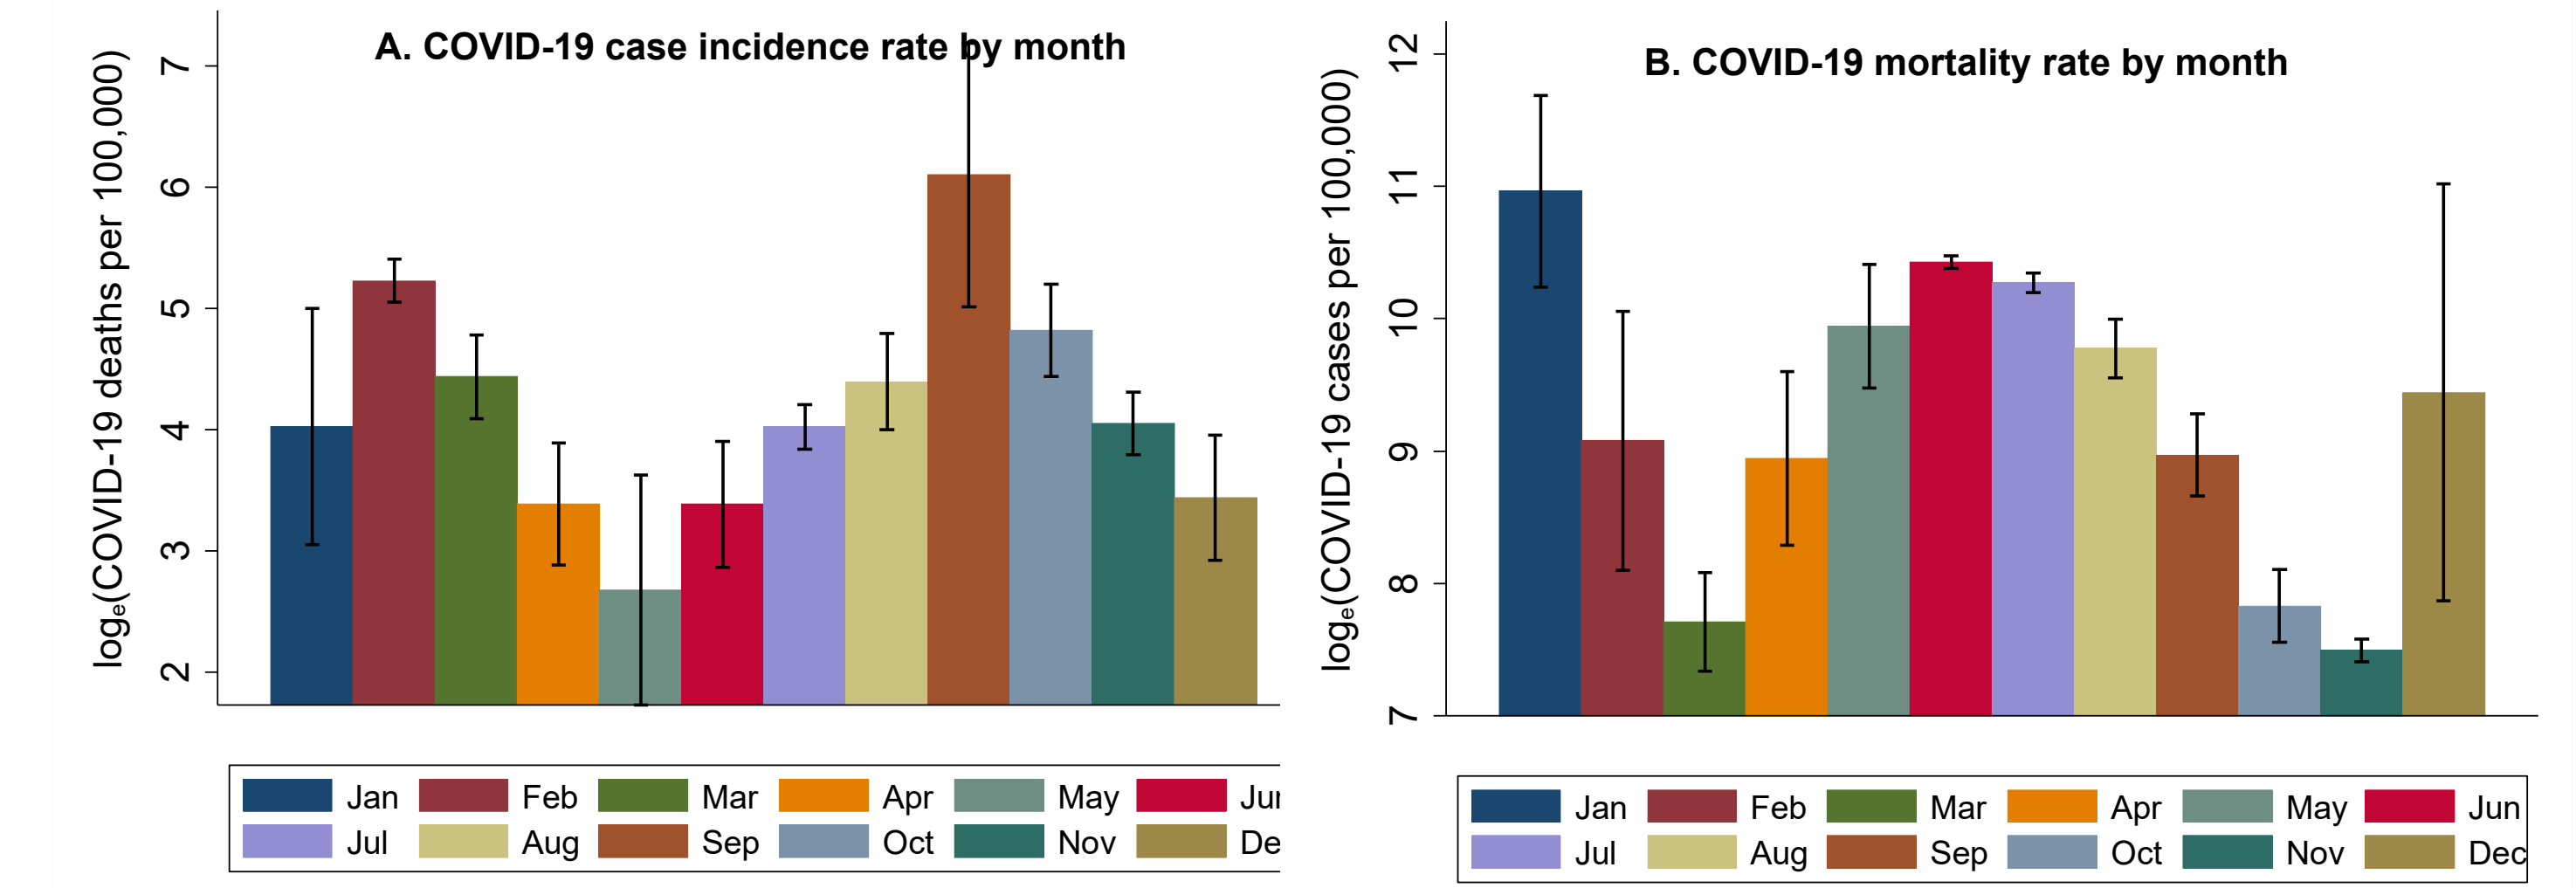 A. COVID-19 case incidence rate by month
logₑ(COVID-19 deaths per 100,000)
7
6
5
4
3
2
Jan Feb Mar Apr May Jun
Jul Aug Sep Oct Nov De
B. COVID-19 mortality rate by month
logₑ(COVID-19 cases per 100,000)
12
11
10
9
8
7
Jan Feb Mar Apr May Jun
Jul Aug Sep Oct Nov Dec